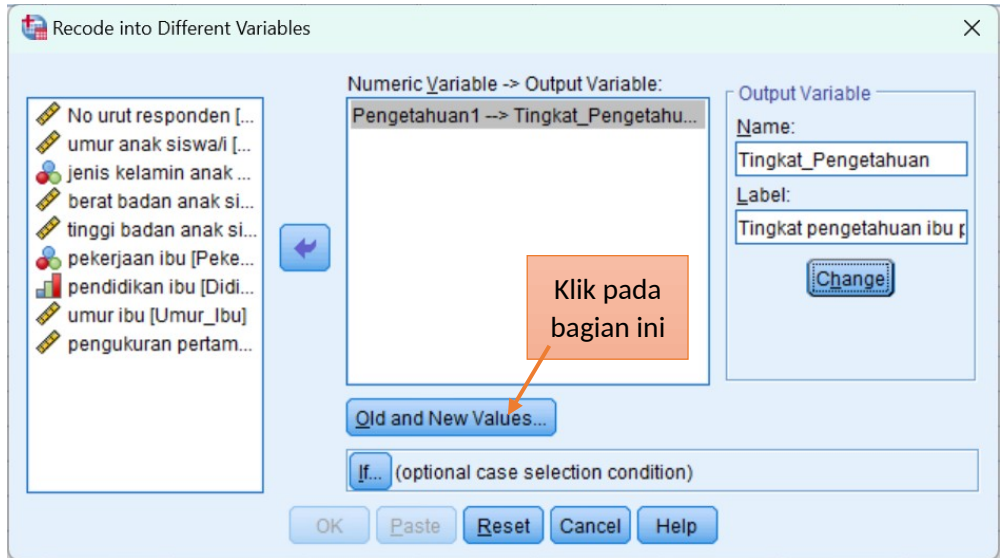 Recode into Different Variables
No urut responden [...
umur anak siswa/i [...
jenis kelamin anak ...
berat badan anak si...
tinggi badan anak si...
pekerjaan ibu [Peke...
pendidikan ibu [Didi...
umur ibu [Umur_Ibu]
pengukuran pertam...
Numeric Variable -> Output Variable:
Pengetahuan1 --> Tingkat_Pengetahu...
Output Variable
Name:
Tingkat_Pengetahuan
Label:
Tingkat pengetahuan ibu p
Change
Klik pada
bagian ini
Old and New Values...
If... (optional case selection condition)
OK Paste Reset Cancel Help